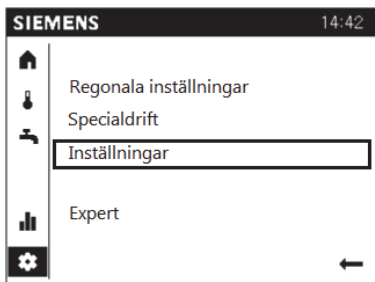 SIEMENS 14:42
Regonala inställningar
Specialdrift
Inställningar
Expert